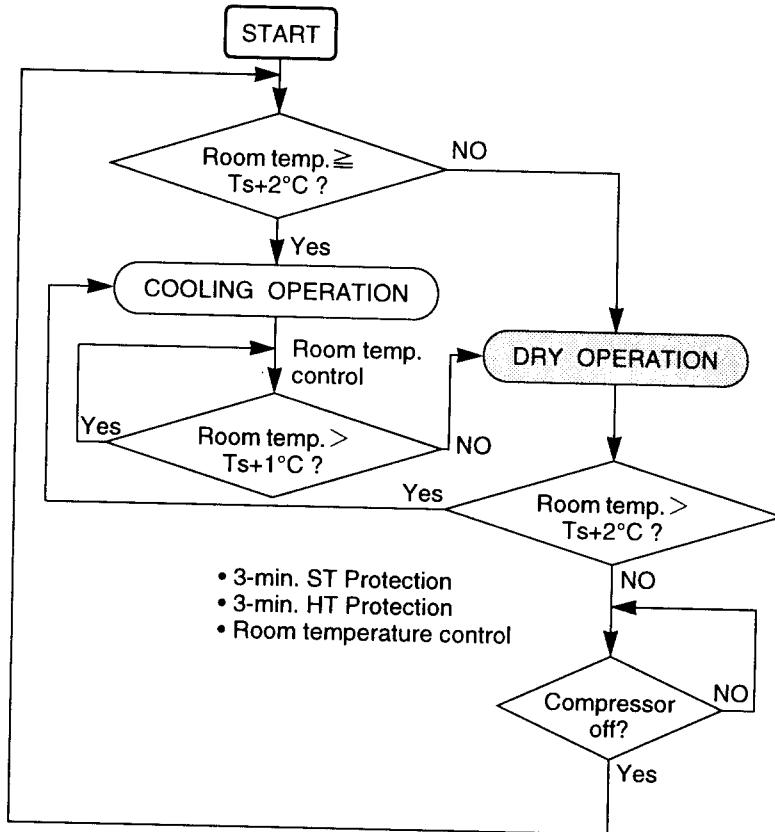 START
Room temp. ≧
Ts+2°C ?
NO
Yes
COOLING OPERATION
Room temp.
control
DRY OPERATION
Yes
Room temp. >
Ts+1°C ?
NO
Yes
Room temp. >
Ts+2°C ?
NO
• 3-min. ST Protection
• 3-min. HT Protection
• Room temperature control
Compressor
off?
NO
Yes